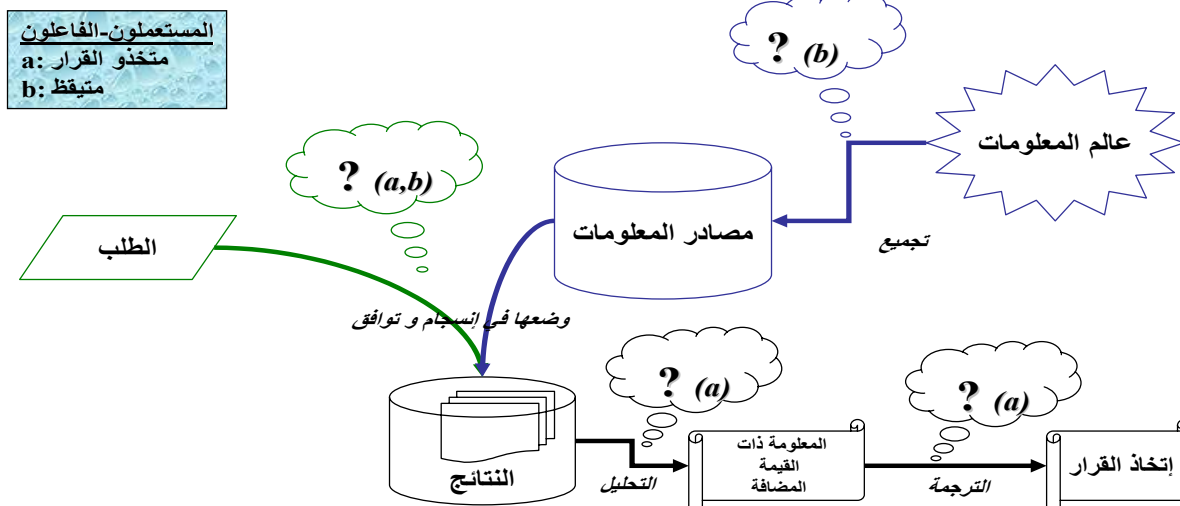 المستعملون-الفاعلون
a: متخذو القرار
b: متيقظ
? (b)
عالم المعلومات
? (a,b)
مصادر المعلومات
تجميع
الطلب
وضعها في إنسجام و توافق
? (a)
? (a)
المعلومة ذات
القيمة
المضافة
إتخاذ القرار
النتائج
التحليل
الترجمة